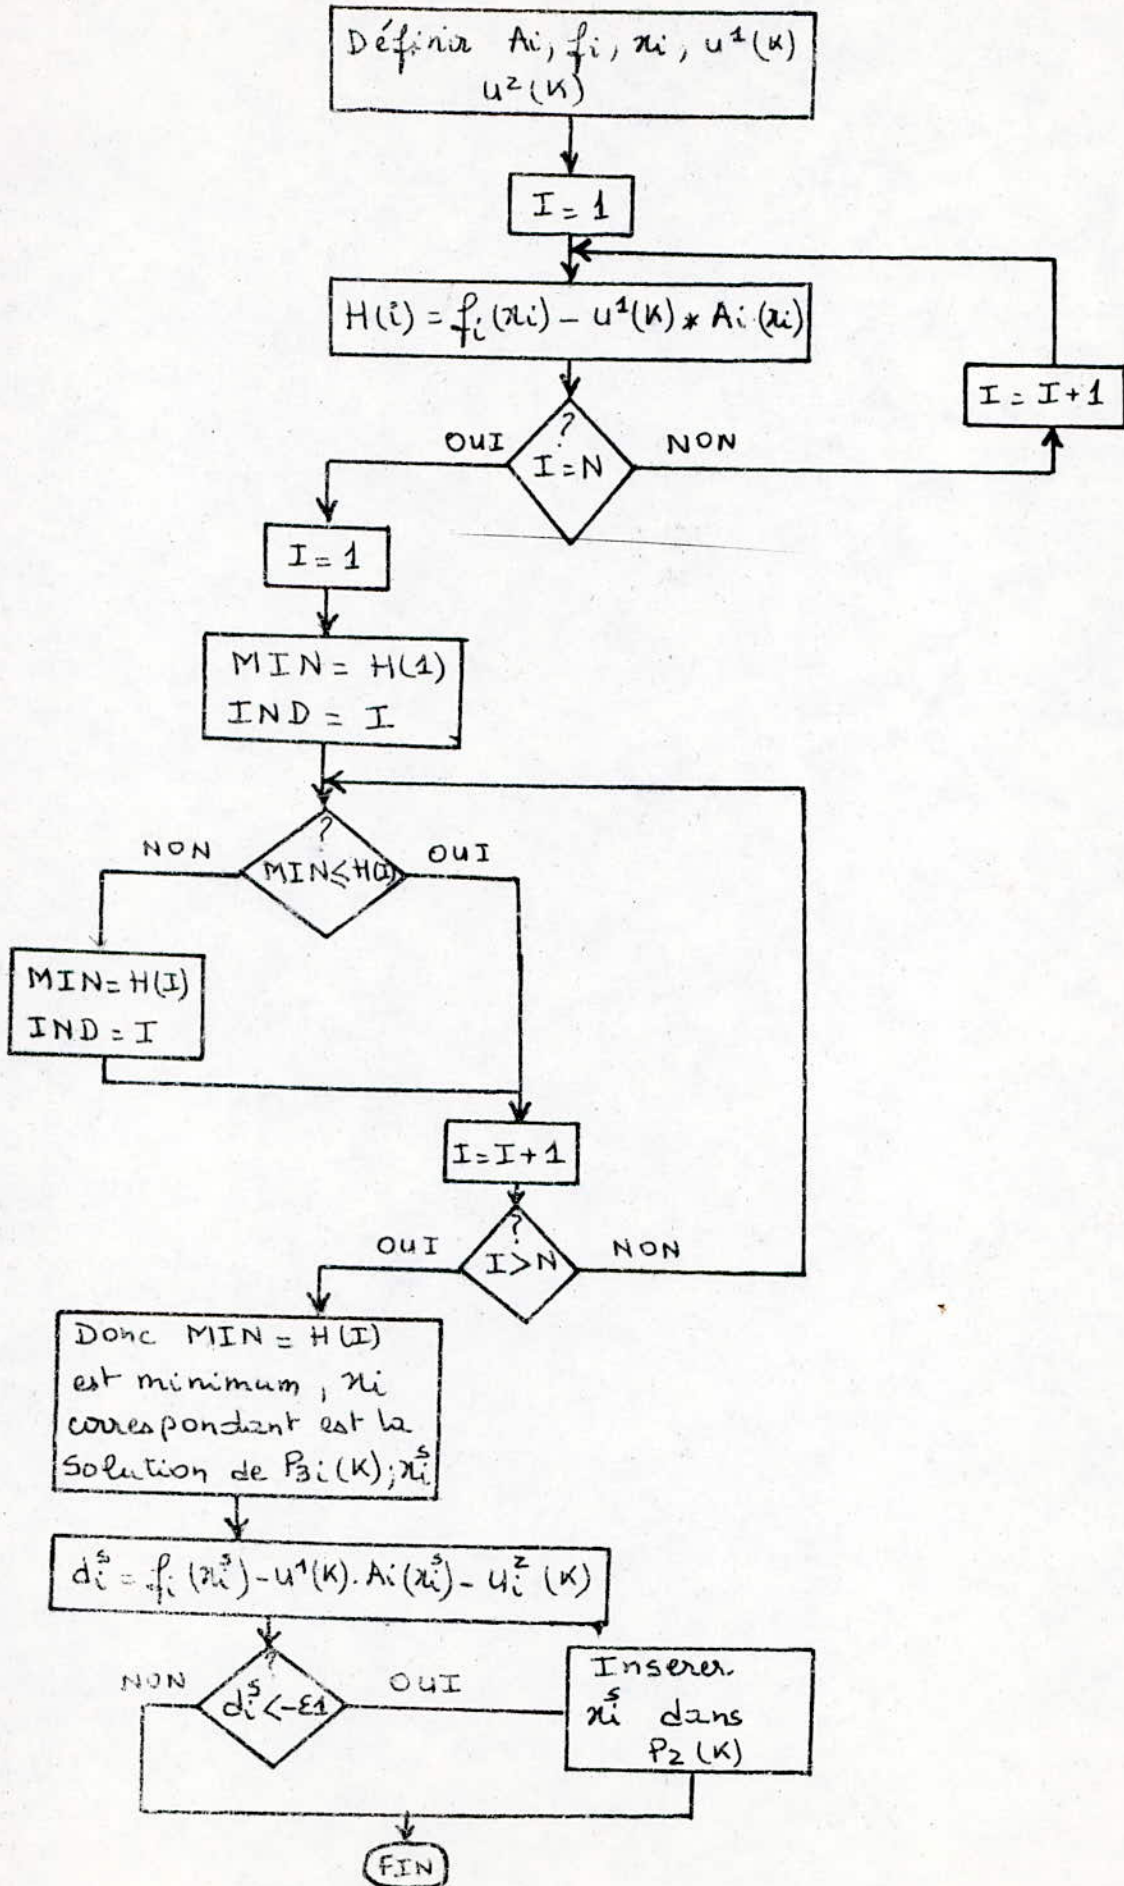 Définir Ai, fi, xi, u¹(K)
u²(K)
I = 1
H(i) = fi(xi) - u¹(K) * Ai(xi)
I = I + 1
?
I = N
OUI
NON
I = 1
MIN = H(1)
IND = I
?
MIN ≤ H(I)
NON
OUI
MIN = H(I)
IND = I
I = I + 1
?
I > N
OUI
NON
Donc MIN = H(I)
est minimum, xi
correspondant est la
Solution de P3i(K); xiˢ
diˢ = fi(xiˢ) - u¹(K). Ai(xiˢ) - ui²(K)
?
diˢ < -ε1
NON
OUI
Inserer
xiˢ dans
P2(K)
FIN